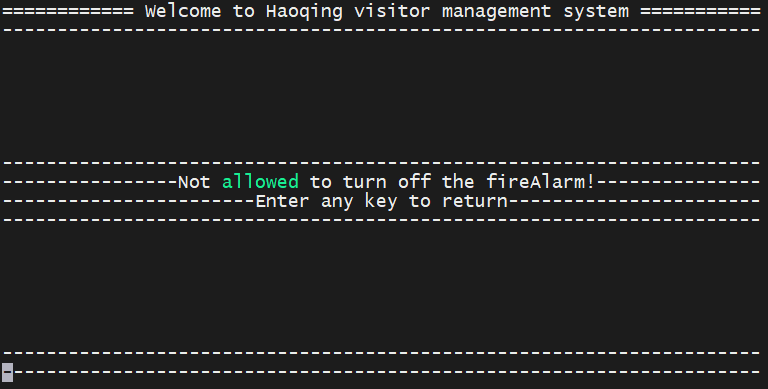 ============ Welcome to Haoqing visitor management system ===========
---------------------------------------------------------------------
---------------------------------------------------------------------
----------------Not allowed to turn off the fireAlarm!---------------
-----------------------Enter any key to return-----------------------
---------------------------------------------------------------------
---------------------------------------------------------------------
---------------------------------------------------------------------